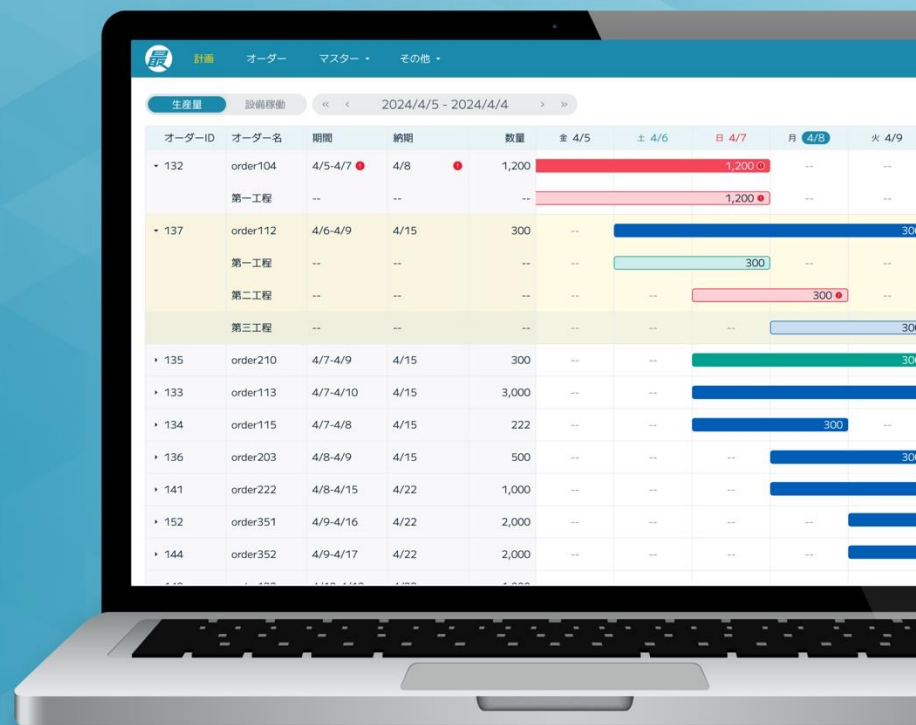 最 計画 オーダー マスター その他
生産量 設備稼働 « ‹ 2024/4/5 - 2024/4/4 › »
オーダーID オーダー名 期間 納期 数量 金 4/5 土 4/6 日 4/7 月 4/8 火 4/9
132 order104 4/5-4/7 4/8 1,200 1,200 -- --
第一工程 -- -- -- 1,200 -- --
137 order112 4/6-4/9 4/15 300 -- 300
第一工程 -- -- -- -- 300 -- --
第二工程 -- -- -- -- -- 300 --
第三工程 -- -- -- -- -- -- 300
135 order210 4/7-4/9 4/15 300 -- -- 300
133 order113 4/7-4/10 4/15 3,000 -- --
134 order115 4/7-4/8 4/15 222 -- -- 300 --
136 order203 4/8-4/9 4/15 500 -- -- -- 300
141 order222 4/8-4/15 4/22 1,000 -- -- --
152 order351 4/9-4/16 4/22 2,000 -- -- -- --
144 order352 4/9-4/17 4/22 2,000 -- -- -- --